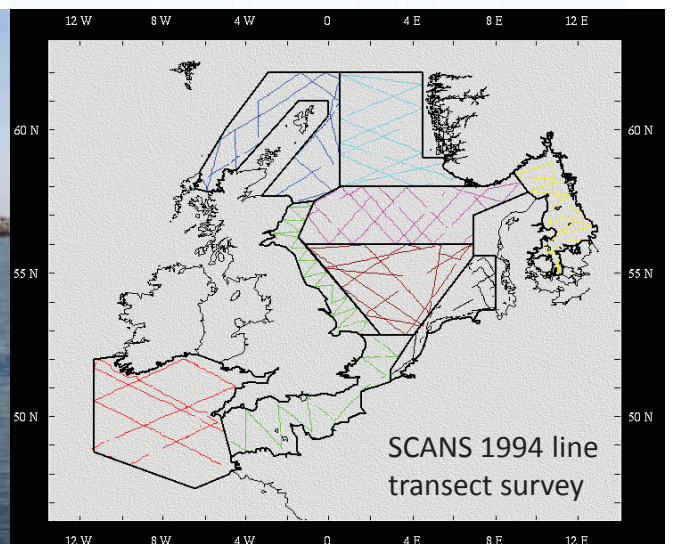 12 W 8 W 4 W 0 4 E 8 E 12 E
60 N 60 N
55 N 55 N
50 N 50 N
SCANS 1994 line
transect survey
12 W 8 W 4 W 0 4 E 8 E 12 E